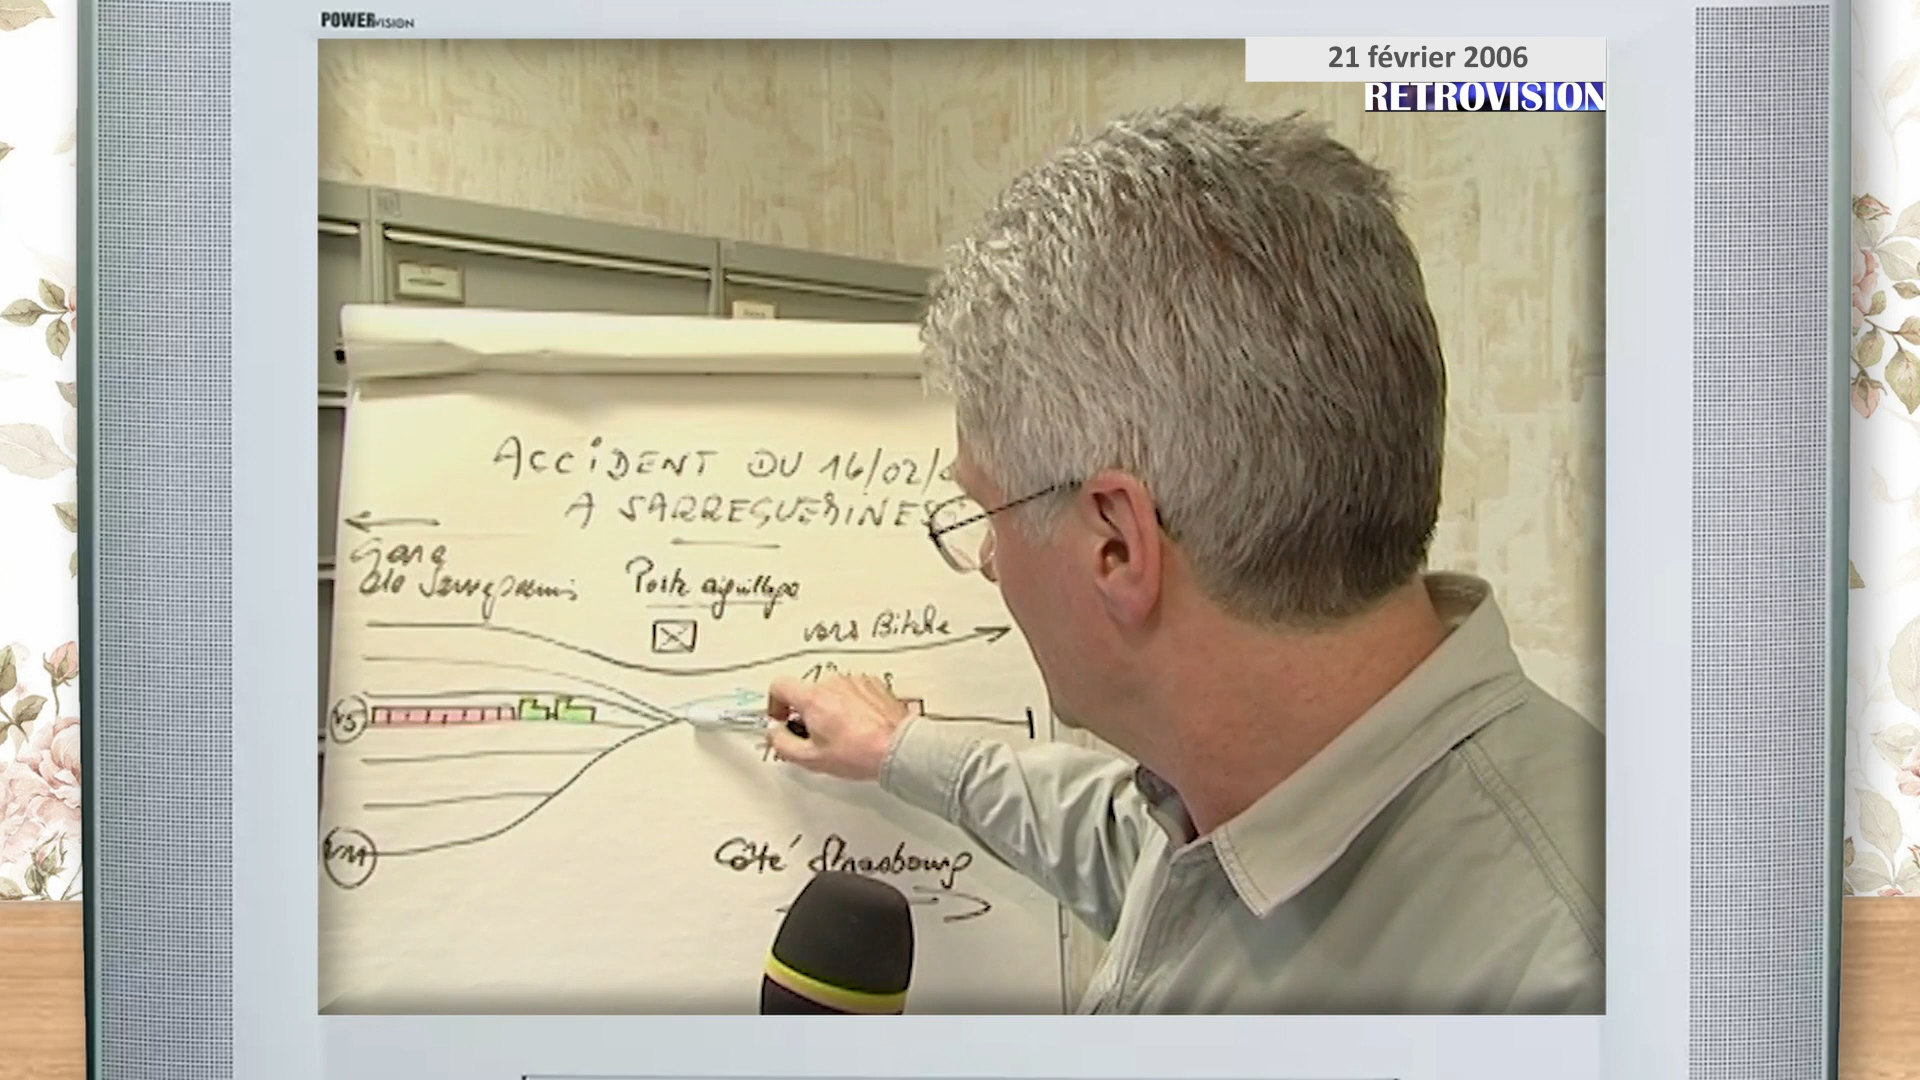 POWERVISION
21 février 2006
RETROVISION
ACCIDENT DU 16/02/
A SARREGUEMINES
Gare
de
Poste aiguillage
vers Bitche
V5
V11
Côté Strasbourg